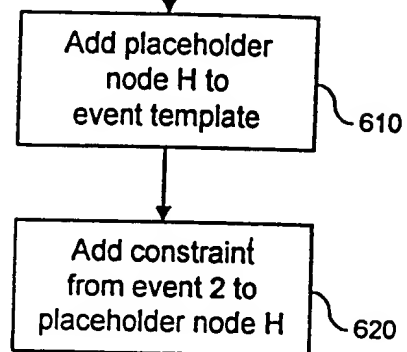 Add placeholder
node H to
event template
610
Add constraint
from event 2 to
placeholder node H
620